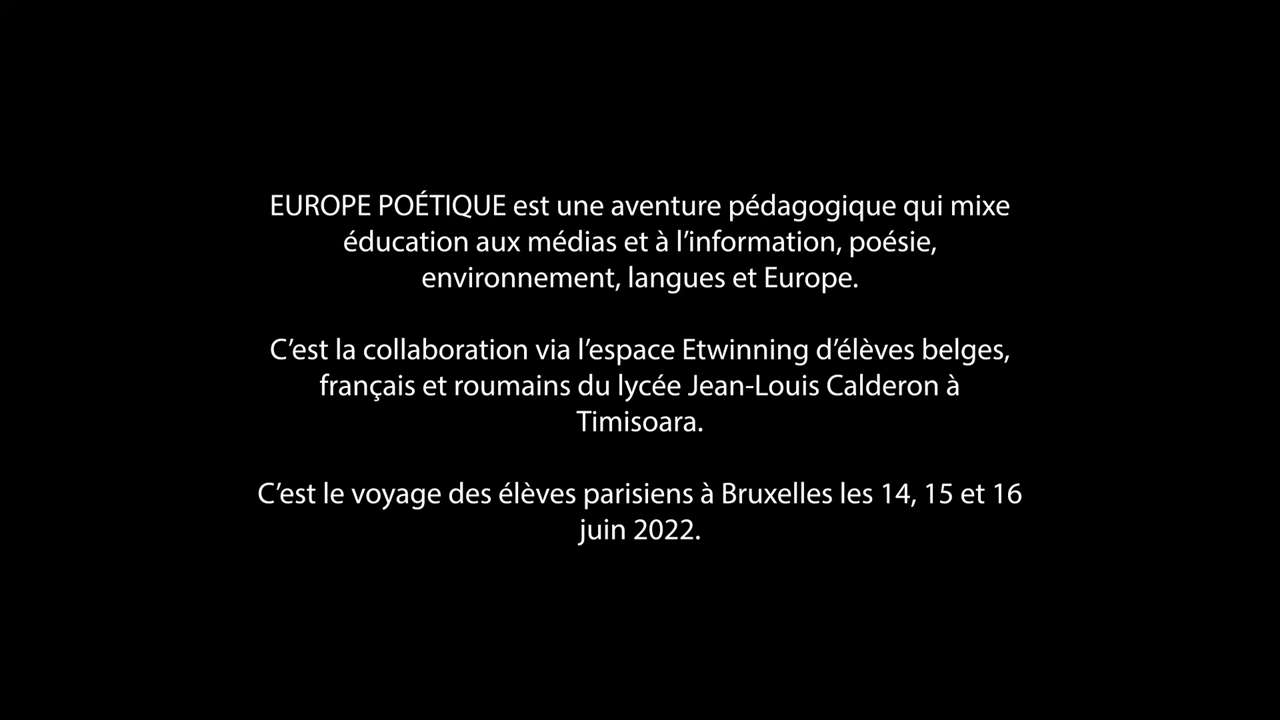 EUROPE POÉTIQUE est une aventure pédagogique qui mixe
éducation aux médias et à l’information, poésie,
environnement, langues et Europe.
C’est la collaboration via l’espace Etwinning d’élèves belges,
français et roumains du lycée Jean-Louis Calderon à
Timisoara.
C’est le voyage des élèves parisiens à Bruxelles les 14, 15 et 16
juin 2022.